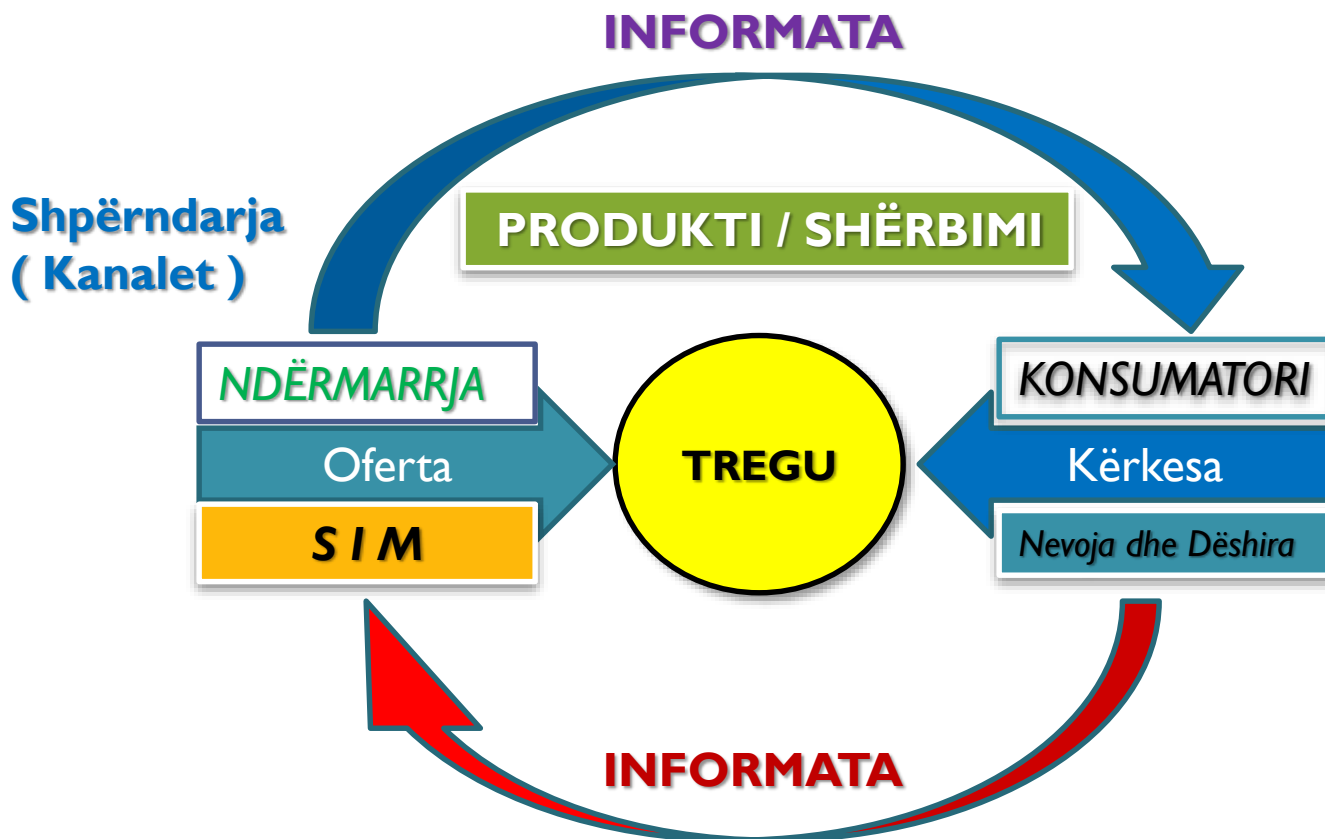 INFORMATA
Shpërndarja
( Kanalet )
PRODUKTI / SHËRBIMI
NDËRMARRJA
Oferta
S I M
TREGU
KONSUMATORI
Kërkesa
Nevoja dhe Dëshira
INFORMATA